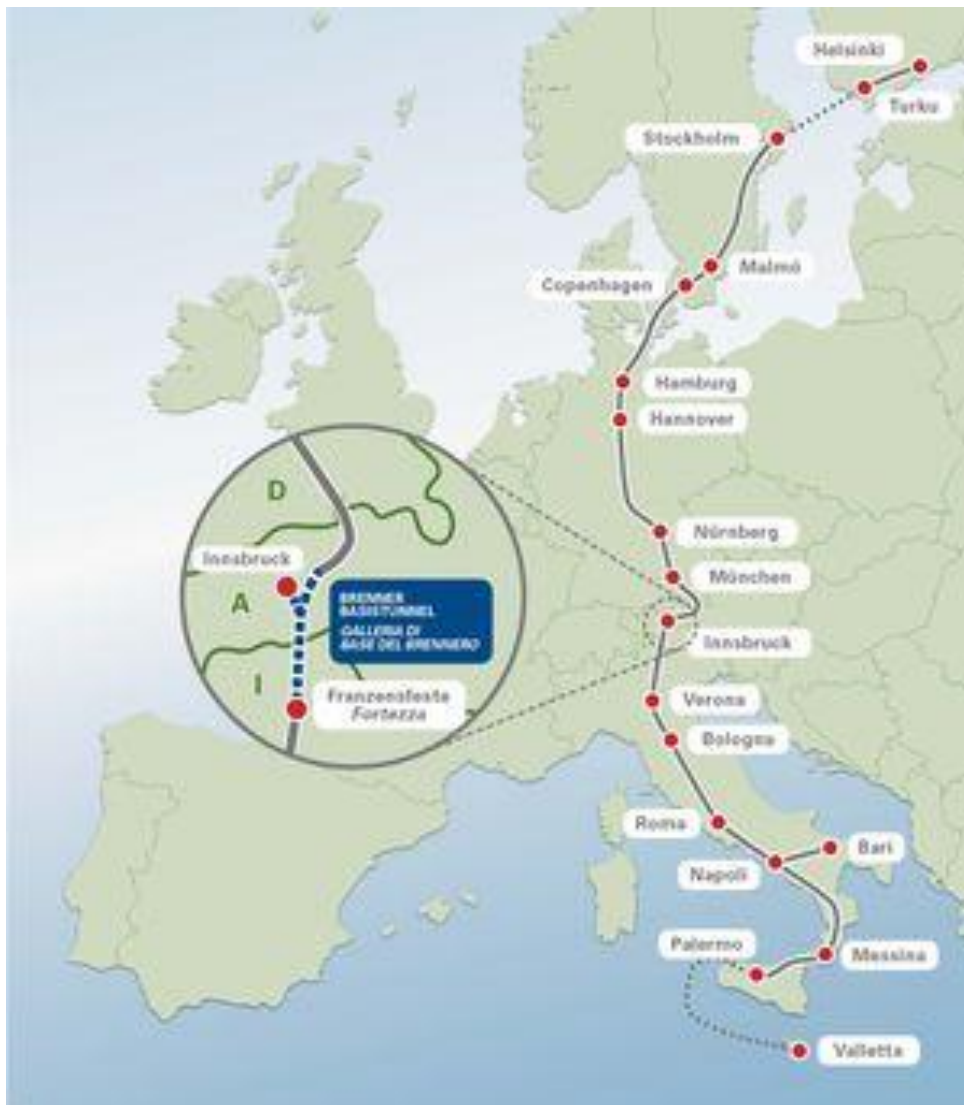 Helsinki
Turku
Stockholm
Malmö
Copenhagen
Hamburg
Hannover
Nürnberg
München
Innsbruck
Verona
Bologna
Roma
Bari
Napoli
Palermo
Messina
Valletta
D
Innsbruck
A
BRENNER
BASISTUNNEL
GALLERIA DI
BASE DEL BRENNERO
I
Franzensfeste
Fortezza